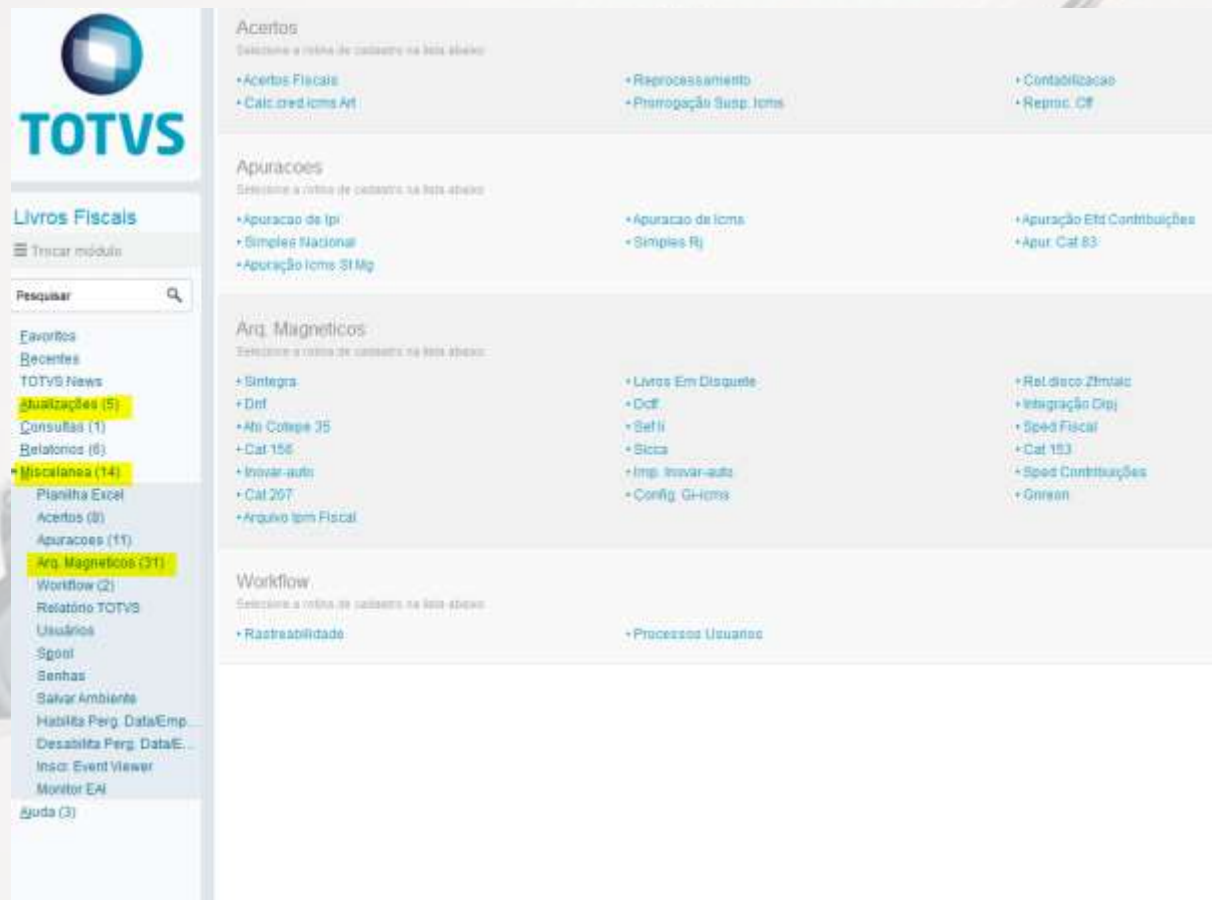 TOTVS
Livros Fiscais
Trocar módulo
Pesquisar
Favoritos
Recentes
TOTVS News
Atualizações (5)
Consultas (1)
Relatorios (6)
Miscelanea (14)
Planilha Excel
Acertos (8)
Apuracoes (11)
Arq. Magneticos (31)
Workflow (2)
Relatório TOTVS
Usuários
Spool
Senhas
Salvar Ambiente
Habilita Perg. Data/Emp...
Desabilita Perg. Data/E...
Inscr. Event Viewer
Monitor EAI
Ajuda (3)
Acertos
Selecione a rotina de cadastro na lista abaixo
• Acertos Fiscais • Reprocessamento • Contabilizacao
• Calc.cred.icms Art • Prorrogação Susp. Icms • Reproc. Clf
Apuracoes
Selecione a rotina de cadastro na lista abaixo
• Apuracao de Ipi • Apuracao de Icms • Apuração Efd Contribuições
• Simples Nacional • Simples Rj • Apur. Cat 83
• Apuração Icms St Mg
Arq. Magneticos
Selecione a rotina de cadastro na lista abaixo
• Sintegra • Livros Em Disquete • Rel.disco Zfm/alc
• Dnf • Dctf • Integração Dipj
• Ato Cotepe 35 • Sef Ii • Sped Fiscal
• Cat 156 • Sicca • Cat 153
• Inovar-auto • Imp. Inovar-auto • Sped Contribuições
• Cat 207 • Config. Gi-icms
• Arquivo Ipm Fiscal
Workflow
Selecione a rotina de cadastro na lista abaixo
• Rastreabilidade • Processos Usuarios